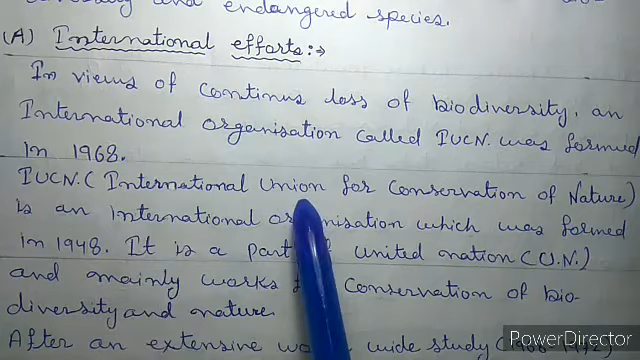 and endangered species.
(A) International efforts:→
In views of continus loss of biodiversity, an
International organisation called IUCN. was formed
in 1968.
IUCN. (International Union for Conservation of Nature)
is an international organisation which was formed
in 1948. It is a part of united nation (U.N.)
and mainly works Conservation of bio-
diversity and nature.
After an extensive wide study (
PowerDirector